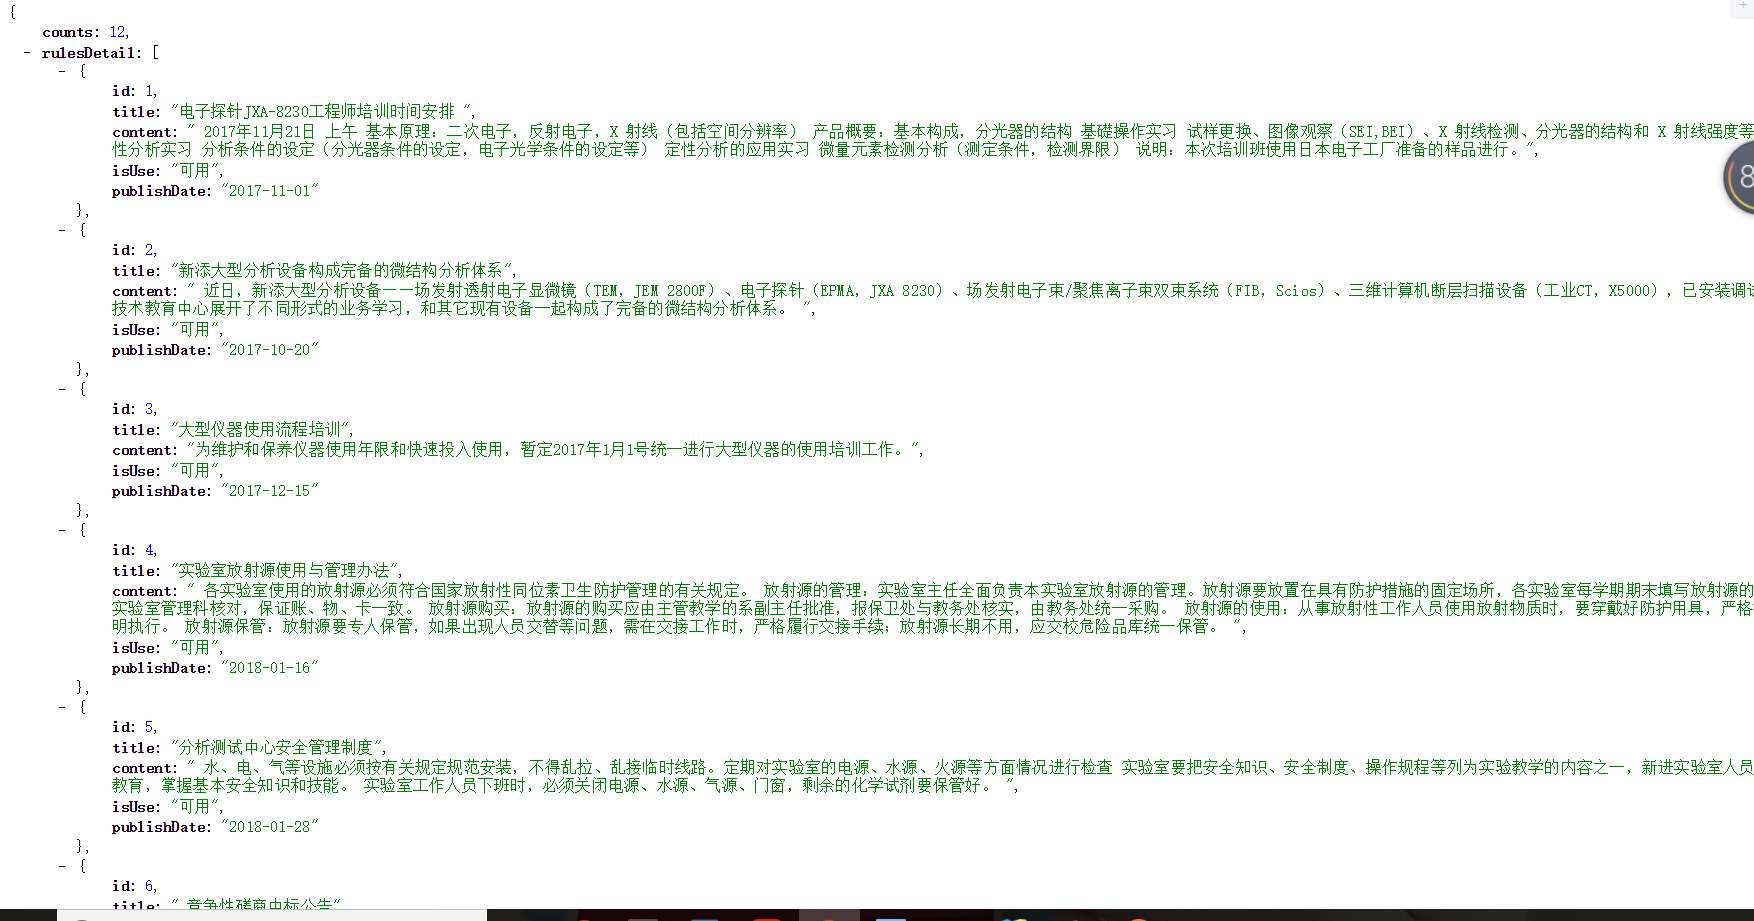 {
counts: 12,
- rulesDetail: [
- {
id: 1,
title: "电子探针JXA-8230工程师培训时间安排 ",
content: " 2017年11月21日 上午 基本原理：二次电子，反射电子，X 射线（包括空间分辨率） 产品概要：基本构成，分光器的结构 基礎操作实习 试样更换、图像观察（SEI,BEI）、X 射线检测、分光器的结构和 X 射线强度等
性分析实习 分析条件的设定（分光器条件的设定，电子光学条件的设定等） 定性分析的应用实习 微量元素检测分析（测定条件，检测界限） 说明：本次培训班使用日本电子工厂准备的样品进行。",
isUse: "可用",
publishDate: "2017-11-01"
},
- {
id: 2,
title: "新添大型分析设备构成完备的微结构分析体系",
content: " 近日，新添大型分析设备——场发射透射电子显微镜（TEM，JEM 2800F）、电子探针（EPMA，JXA 8230）、场发射电子束/聚焦离子束双束系统（FIB，Scios）、三维计算机断层扫描设备（工业CT，X5000），已安装调试
技术教育中心展开了不同形式的业务学习，和其它现有设备一起构成了完备的微结构分析体系。 ",
isUse: "可用",
publishDate: "2017-10-20"
},
- {
id: 3,
title: "大型仪器使用流程培训",
content: "为维护和保养仪器使用年限和快速投入使用，暂定2017年1月1号统一进行大型仪器的使用培训工作。",
isUse: "可用",
publishDate: "2017-12-15"
},
- {
id: 4,
title: "实验室放射源使用与管理办法",
content: " 各实验室使用的放射源必须符合国家放射性同位素卫生防护管理的有关规定。 放射源的管理：实验室主任全面负责本实验室放射源的管理。放射源要放置在具有防护措施的固定场所，各实验室每学期期末填写放射源的
实验室管理科核对，保证账、物、卡一致。 放射源购买：放射源的购买应由主管教学的系副主任批准，报保卫处与教务处核实，由教务处统一采购。 放射源的使用：从事放射性工作人员使用放射物质时，要穿戴好防护用具，严格
明执行。 放射源保管：放射源要专人保管，如果出现人员交替等问题，需在交接工作时，严格履行交接手续；放射源长期不用，应交校危险品库统一保管。 ",
isUse: "可用",
publishDate: "2018-01-16"
},
- {
id: 5,
title: "分析测试中心安全管理制度",
content: " 水、电、气等设施必须按有关规定规范安装，不得乱拉、乱接临时线路。定期对实验室的电源、水源、火源等方面情况进行检查 实验室要把安全知识、安全制度、操作规程等列为实验教学的内容之一，新进实验室人员
教育，掌握基本安全知识和技能。 实验室工作人员下班时，必须关闭电源、水源、气源、门窗，剩余的化学试剂要保管好。 ",
isUse: "可用",
publishDate: "2018-01-28"
},
- {
id: 6,
title: " 竞争性磋商中标公告"
8